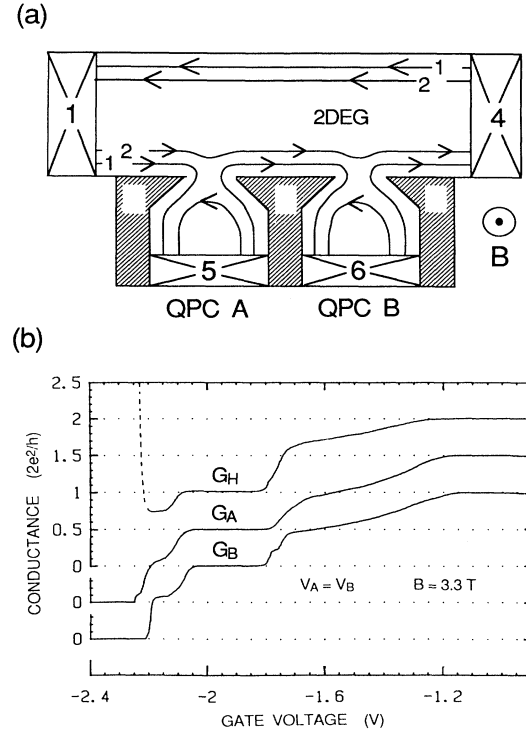 (a)
1
1
2
2DEG
4
2
1
B
5
6
QPC A
QPC B
(b)
2.5
2
1.5
1
0.5
0
0
0
CONDUCTANCE (2e²/h)
G_H
G_A
G_B
V_A = V_B
B = 3.3 T
-2.4
-2
-1.6
-1.2
GATE VOLTAGE (V)